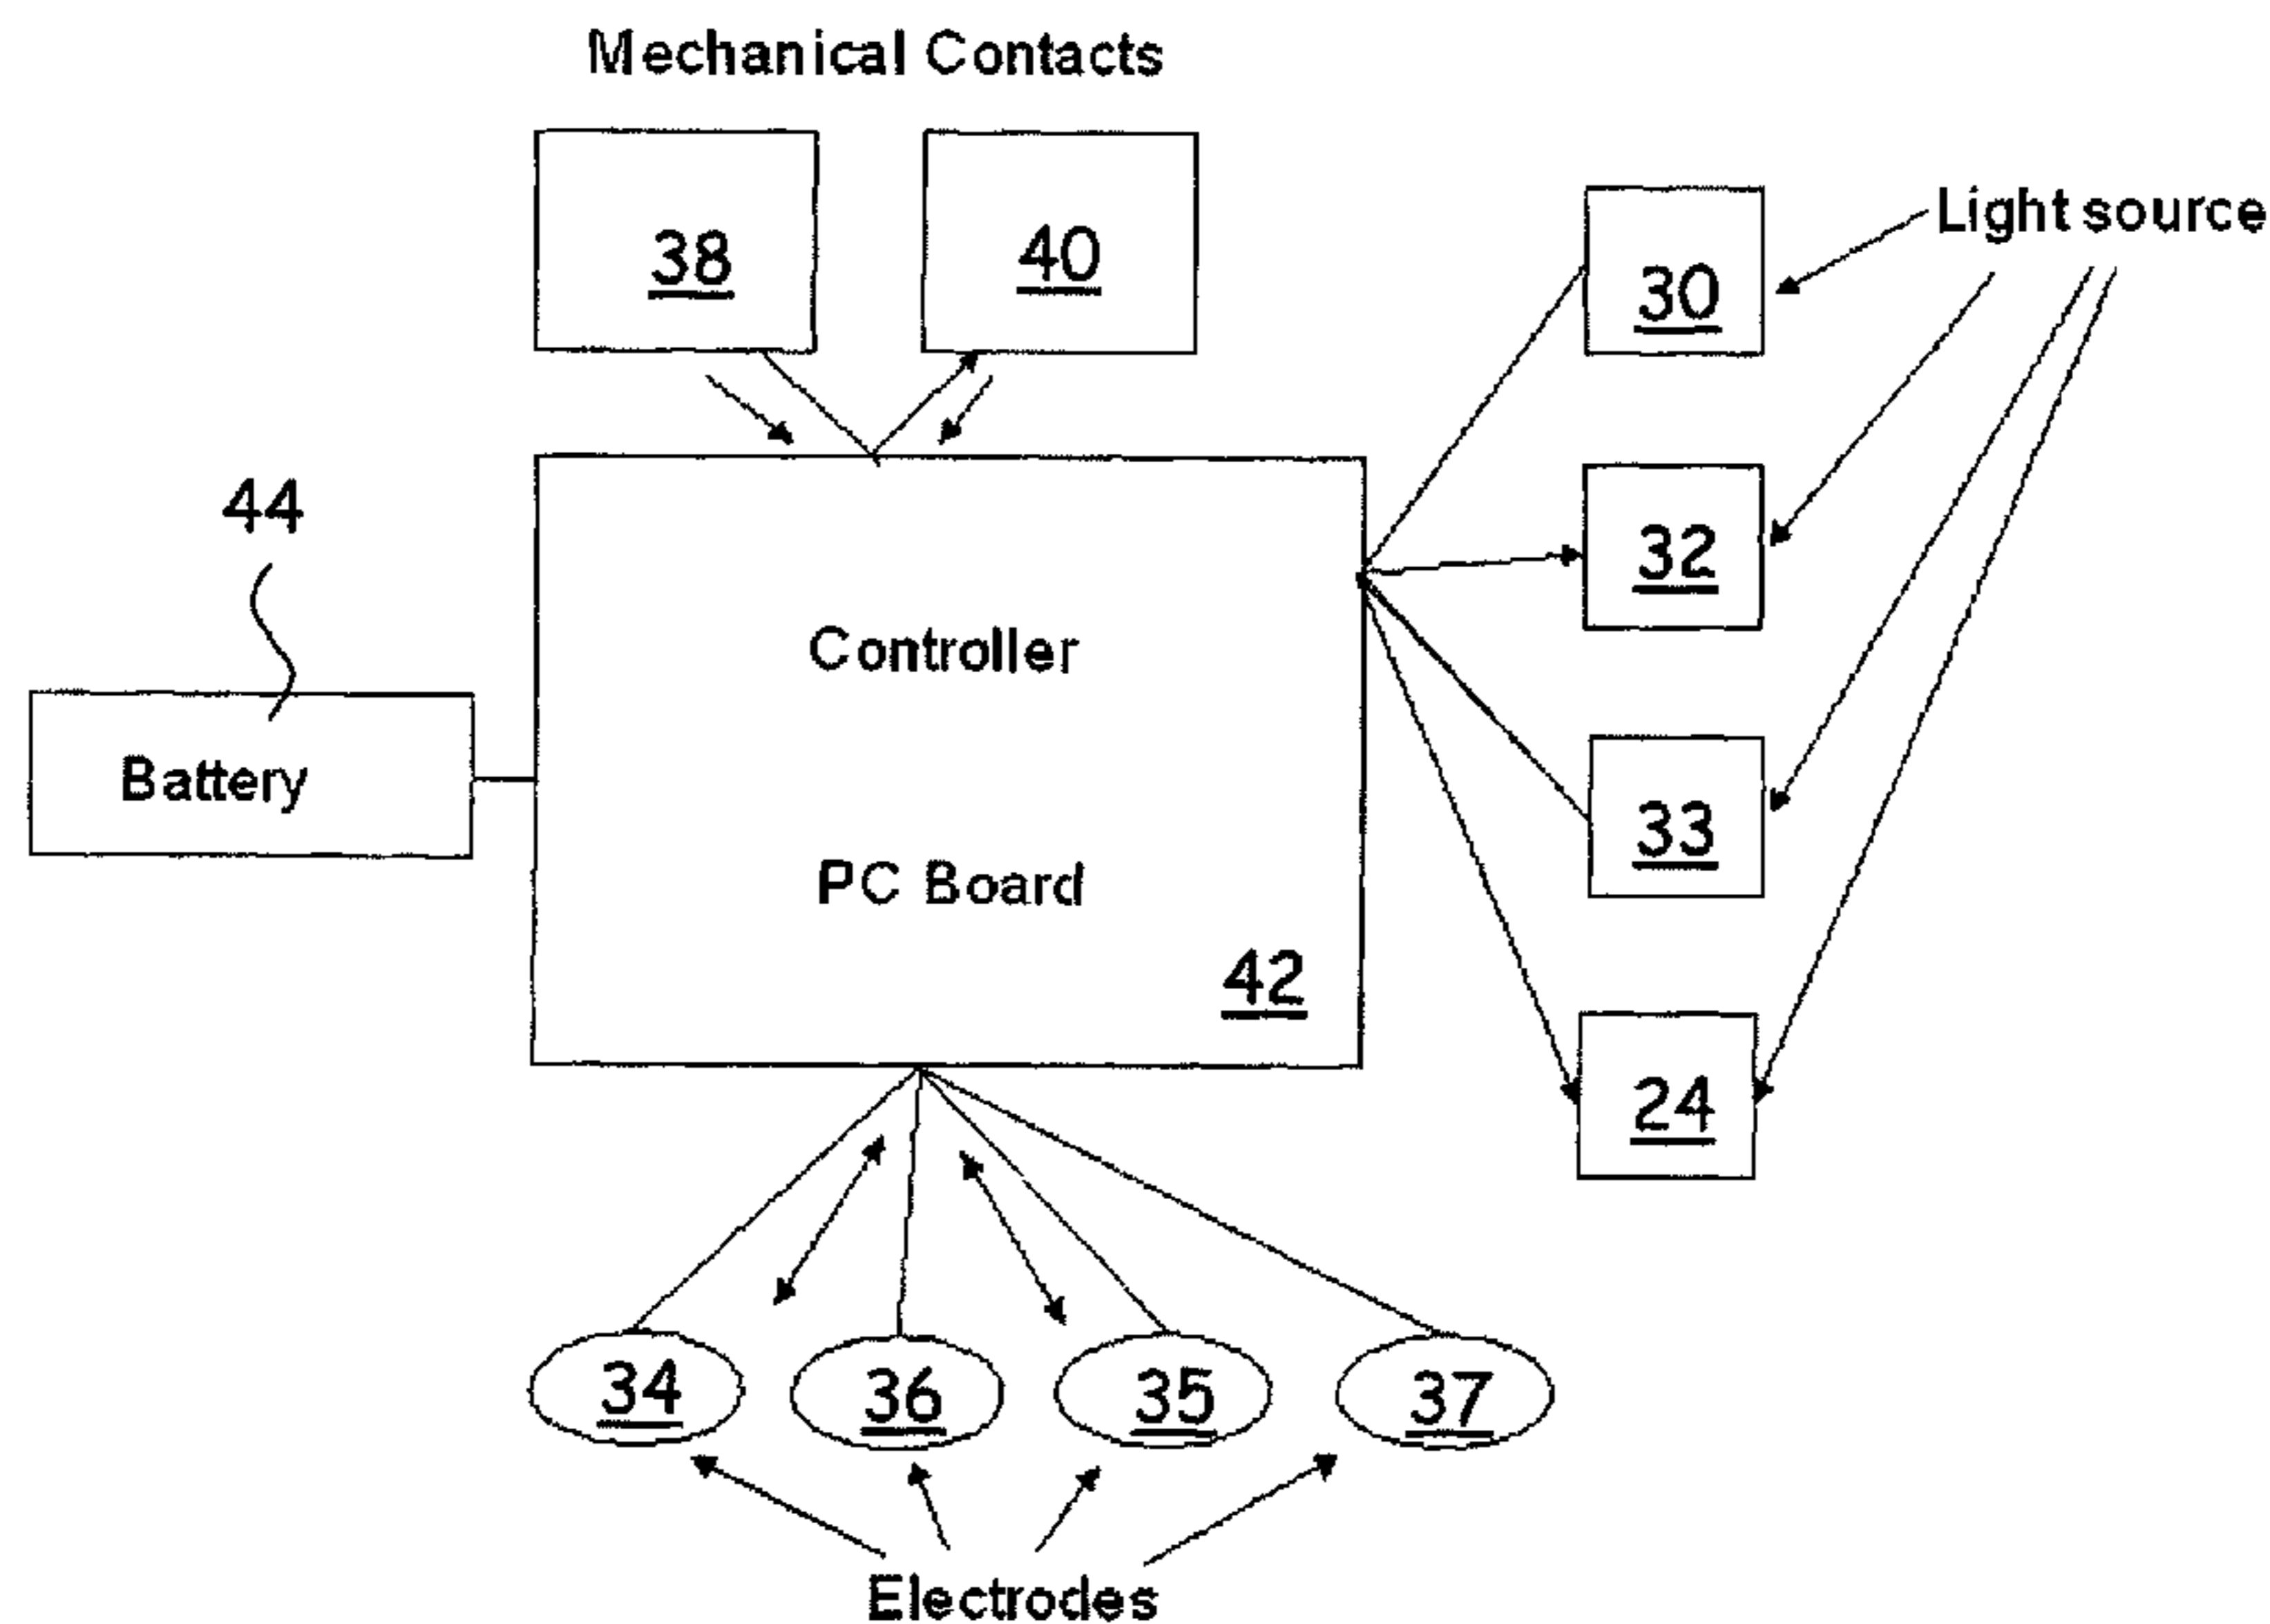 Mechanical Contacts
38
40
30
Light source
32
44
Controller
Battery
33
PC Board
42
24
34
36
35
37
Electrodes